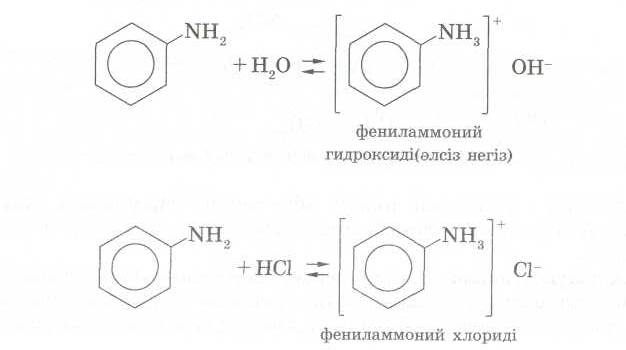 NH₂ + H₂O ⇌ [ NH₃ ]⁺ OH⁻
фениламмоний
гидроксиді(әлсіз негіз)
NH₂ + HCl ⇌ [ NH₃ ]⁺ Cl⁻
фениламмоний хлориді